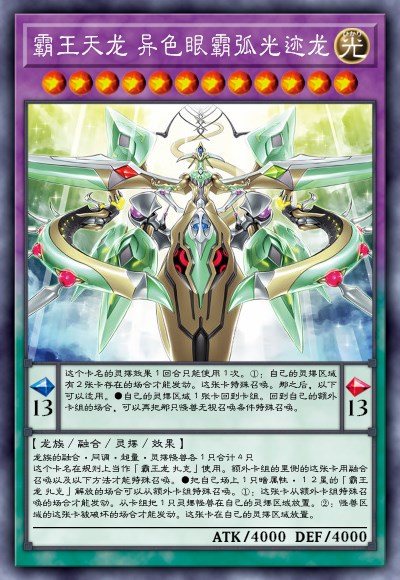 霸王天龙 异色眼霸弧光迹龙
光
这个卡名的灵摆效果1回合只能使用1次。①：自己的灵摆区域
有2张卡存在的场合才能发动。这张卡特殊召唤。那之后，以下
可以适用。●自己的灵摆区域1张卡回到卡组。回到自己的额外
卡组的场合，可以再把那只怪兽无视召唤条件特殊召唤。
13
13
【龙族／融合／灵摆／效果】
龙族的融合・同调・超量・灵摆怪兽各1只合计4只
这个卡名在规则上当作「霸王龙 扎克」使用。额外卡组的里侧的这张卡用融合
召唤以及以下方法才能特殊召唤。●把自己场上1只暗属性・12星的「霸王
龙 扎克」解放的场合可以从额外卡组特殊召唤。①：这张卡从额外卡组特殊召
唤的场合才能发动。从卡组把1只灵摆怪兽在自己的灵摆区域放置。②：怪兽区
域的这张卡被破坏的场合才能发动。这张卡在自己的灵摆区域放置。
ATK/4000 DEF/4000